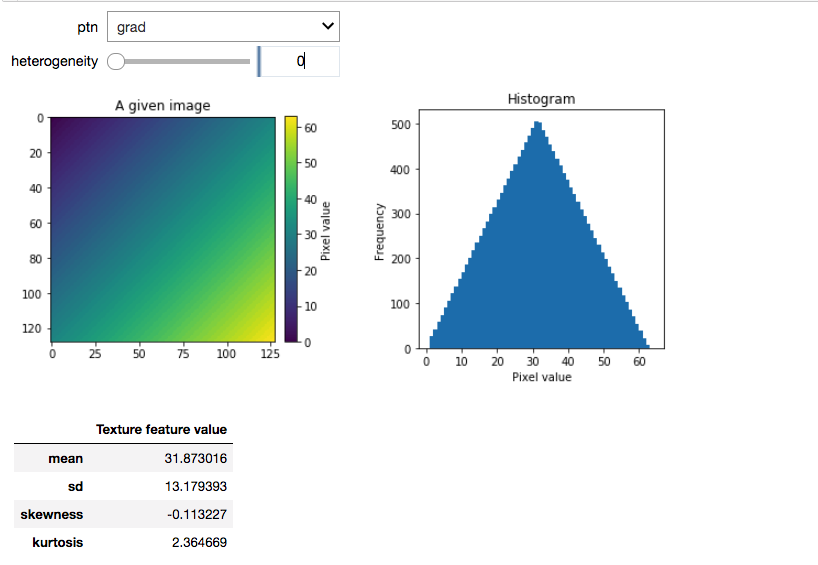 ptn grad
heterogeneity 0
A given image
0
20
40
60
80
100
120
0 25 50 75 100 125
60
50
40
30
20
10
0
Pixel value
Histogram
500
400
300
200
100
0
Frequency
0 10 20 30 40 50 60
Pixel value
Texture feature value
mean 31.873016
sd 13.179393
skewness -0.113227
kurtosis 2.364669